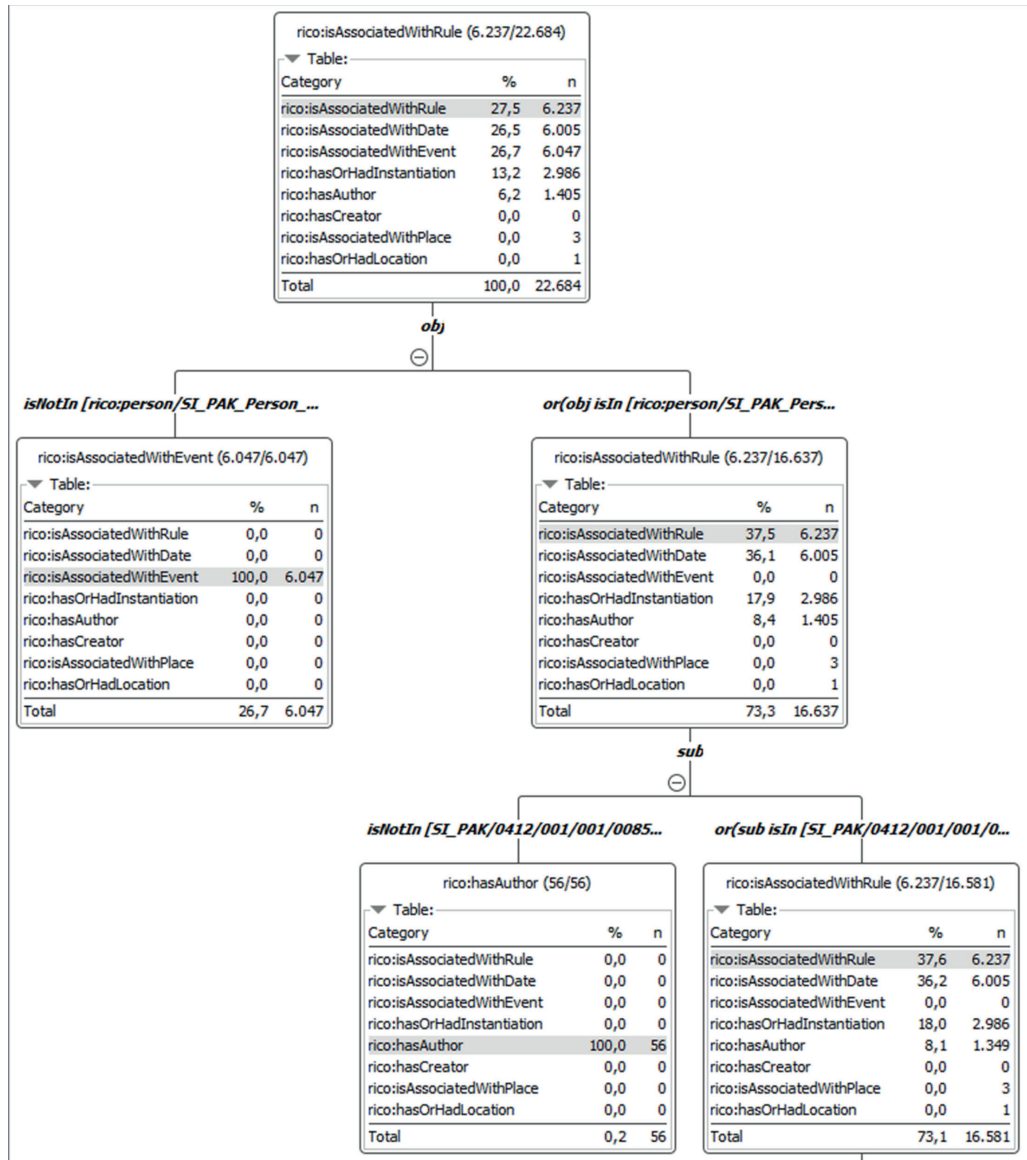 rico:isAssociatedWithRule (6.237/22.684)
Table:
Category % n
rico:isAssociatedWithRule 27,5 6.237
rico:isAssociatedWithDate 26,5 6.005
rico:isAssociatedWithEvent 26,7 6.047
rico:hasOrHadInstantiation 13,2 2.986
rico:hasAuthor 6,2 1.405
rico:hasCreator 0,0 0
rico:isAssociatedWithPlace 0,0 3
rico:hasOrHadLocation 0,0 1
Total 100,0 22.684
obj
isNotIn [rico:person/SI_PAK_Person_...
or(obj isIn [rico:person/SI_PAK_Pers...
rico:isAssociatedWithEvent (6.047/6.047)
Table:
Category % n
rico:isAssociatedWithRule 0,0 0
rico:isAssociatedWithDate 0,0 0
rico:isAssociatedWithEvent 100,0 6.047
rico:hasOrHadInstantiation 0,0 0
rico:hasAuthor 0,0 0
rico:hasCreator 0,0 0
rico:isAssociatedWithPlace 0,0 0
rico:hasOrHadLocation 0,0 0
Total 26,7 6.047
rico:isAssociatedWithRule (6.237/16.637)
Table:
Category % n
rico:isAssociatedWithRule 37,5 6.237
rico:isAssociatedWithDate 36,1 6.005
rico:isAssociatedWithEvent 0,0 0
rico:hasOrHadInstantiation 17,9 2.986
rico:hasAuthor 8,4 1.405
rico:hasCreator 0,0 0
rico:isAssociatedWithPlace 0,0 3
rico:hasOrHadLocation 0,0 1
Total 73,3 16.637
sub
isNotIn [SI_PAK/0412/001/001/0085...
or(sub isIn [SI_PAK/0412/001/001/0...
rico:hasAuthor (56/56)
Table:
Category % n
rico:isAssociatedWithRule 0,0 0
rico:isAssociatedWithDate 0,0 0
rico:isAssociatedWithEvent 0,0 0
rico:hasOrHadInstantiation 0,0 0
rico:hasAuthor 100,0 56
rico:hasCreator 0,0 0
rico:isAssociatedWithPlace 0,0 0
rico:hasOrHadLocation 0,0 0
Total 0,2 56
rico:isAssociatedWithRule (6.237/16.581)
Table:
Category % n
rico:isAssociatedWithRule 37,6 6.237
rico:isAssociatedWithDate 36,2 6.005
rico:isAssociatedWithEvent 0,0 0
rico:hasOrHadInstantiation 18,0 2.986
rico:hasAuthor 8,1 1.349
rico:hasCreator 0,0 0
rico:isAssociatedWithPlace 0,0 3
rico:hasOrHadLocation 0,0 1
Total 73,1 16.581